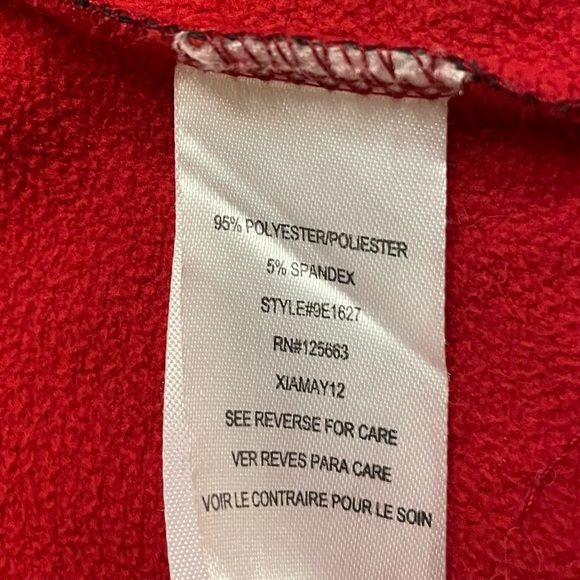 95% POLYESTER/POLIESTER
5% SPANDEX
STYLE#9E1627
RN#125663
XIAMAY12
SEE REVERSE FOR CARE
VER REVES PARA CARE
VOIR LE CONTRAIRE POUR LE SOIN